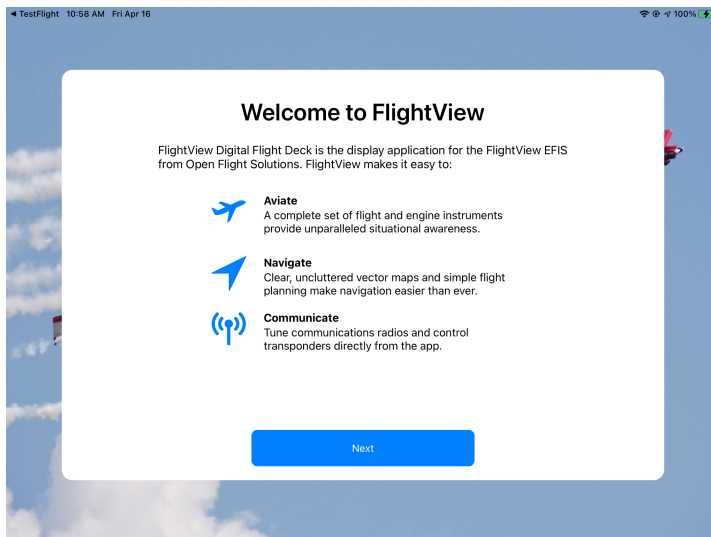 TestFlight 10:58 AM Fri Apr 16
100%
Welcome to FlightView
FlightView Digital Flight Deck is the display application for the FlightView EFIS
from Open Flight Solutions. FlightView makes it easy to:
Aviate
A complete set of flight and engine instruments
provide unparalleled situational awareness.
Navigate
Clear, uncluttered vector maps and simple flight
planning make navigation easier than ever.
Communicate
Tune communications radios and control
transponders directly from the app.
Next